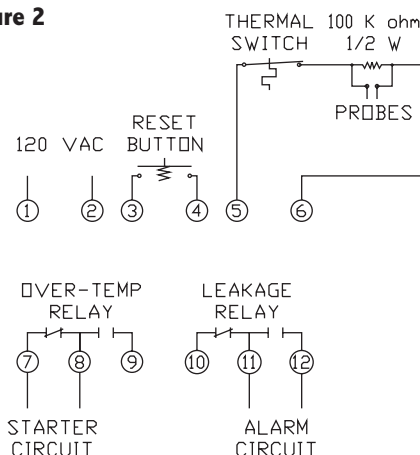 ure 2
THERMAL 100 K ohm
SWITCH 1/2 W
PROBES
RESET
120 VAC BUTTON
1 2 3 4 5 6
OVER-TEMP LEAKAGE
RELAY RELAY
7 8 9 10 11 12
STARTER ALARM
CIRCUIT CIRCUIT